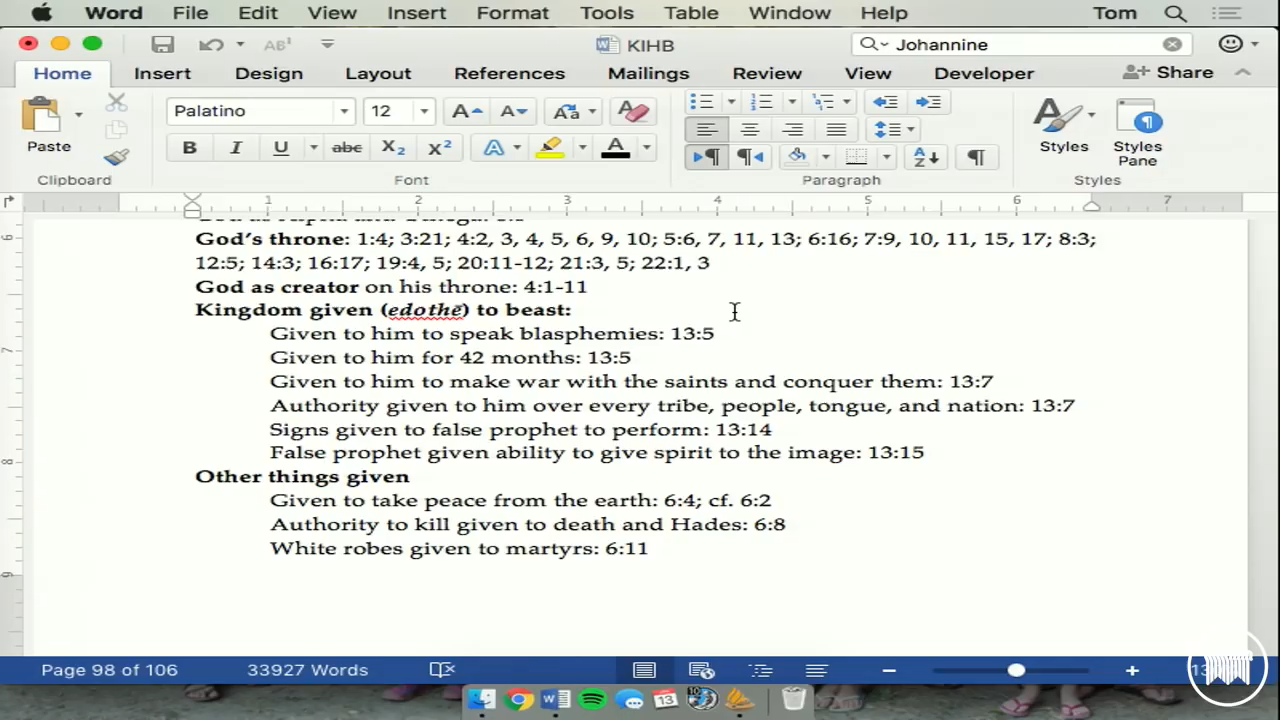 Word File Edit View Insert Format Tools Table Window Help Tom
KIHB
Johannine
Home Insert Design Layout References Mailings Review View Developer Share
Palatino 12
Paste
Styles Styles Pane
Clipboard Font Paragraph Styles
1 2 3 4 5 6 7
God's throne: 1:4; 3:21; 4:2, 3, 4, 5, 6, 9, 10; 5:6, 7, 11, 13; 6:16; 7:9, 10, 11, 15, 17; 8:3;
12:5; 14:3; 16:17; 19:4, 5; 20:11-12; 21:3, 5; 22:1, 3
God as creator on his throne: 4:1-11
Kingdom given (edothē) to beast:
Given to him to speak blasphemies: 13:5
Given to him for 42 months: 13:5
Given to him to make war with the saints and conquer them: 13:7
Authority given to him over every tribe, people, tongue, and nation: 13:7
Signs given to false prophet to perform: 13:14
False prophet given ability to give spirit to the image: 13:15
Other things given
Given to take peace from the earth: 6:4; cf. 6:2
Authority to kill given to death and Hades: 6:8
White robes given to martyrs: 6:11
Page 98 of 106 33927 Words